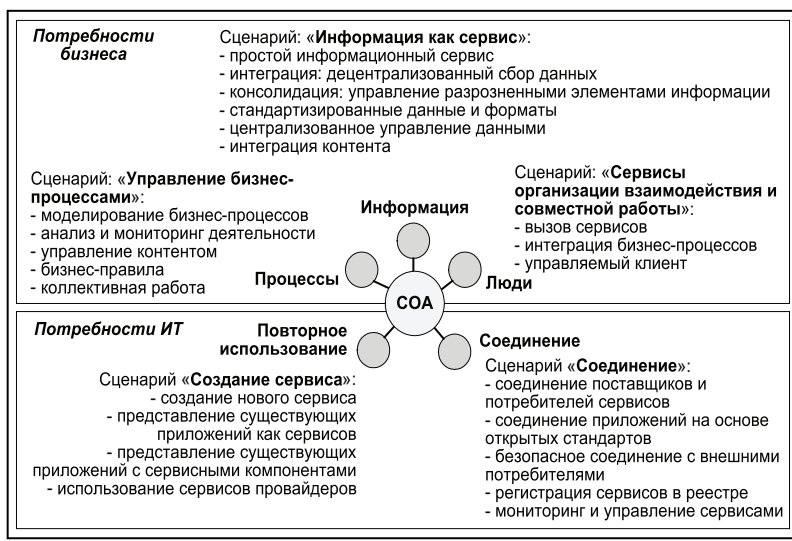 Потребности
бизнеса
Сценарий: «Информация как сервис»:
- простой информационный сервис
- интеграция: децентрализованный сбор данных
- консолидация: управление разрозненными элементами информации
- стандартизированные данные и форматы
- централизованное управление данными
- интеграция контента
Сценарий: «Управление бизнес-
процессами»:
- моделирование бизнес-процессов
- анализ и мониторинг деятельности
- управление контентом
- бизнес-правила
- коллективная работа
Информация
Сценарий: «Сервисы
организации взаимодействия и
совместной работы»:
- вызов сервисов
- интеграция бизнес-процессов
- управляемый клиент
Процессы
Люди
СОА
Потребности ИТ
Повторное
использование
Соединение
Сценарий «Создание сервиса»:
- создание нового сервиса
- представление существующих
приложений как сервисов
- представление существующих
приложений с сервисными компонентами
- использование сервисов провайдеров
Сценарий «Соединение»:
- соединение поставщиков и
потребителей сервисов
- соединение приложений на основе
открытых стандартов
- безопасное соединение с внешними
потребителями
- регистрация сервисов в реестре
- мониторинг и управление сервисами